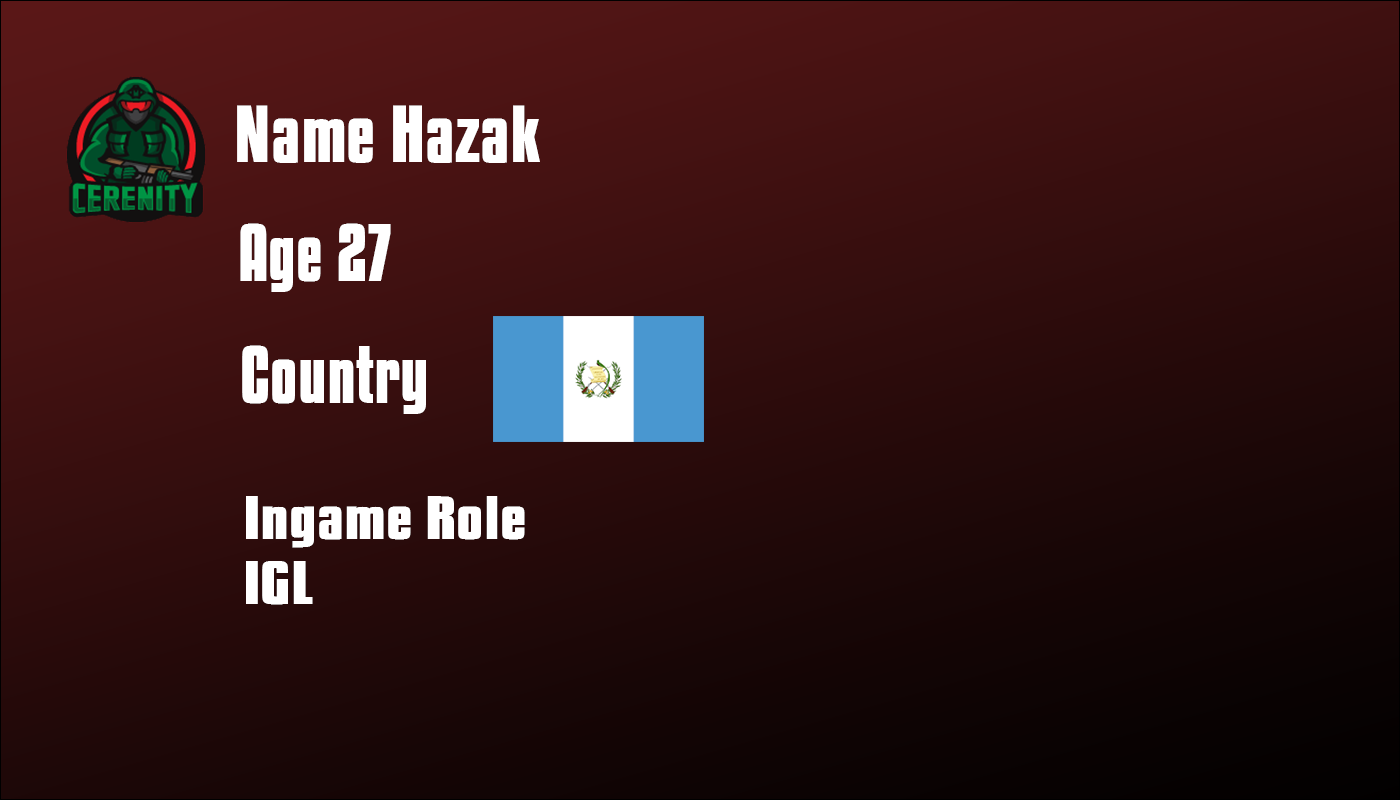 CERENITY
Name Hazak
Age 27
Country
Ingame Role
IGL